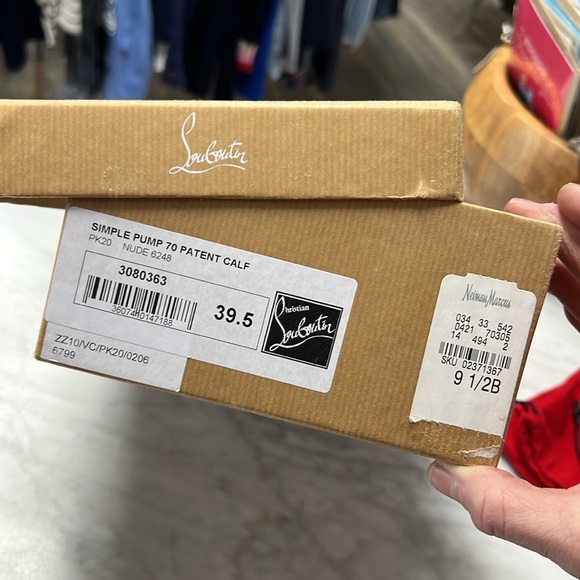 Louboutin
SIMPLE PUMP 70 PATENT CALF
PK20 NUDE 6248
3080363
36074H0147188
39.5
Christian
Louboutin
ZZ10/VC/PK20/0206
6799
Neiman Marcus
034 33 542
0421 70305
14 494 2
SKU 02371367
9 1/2B